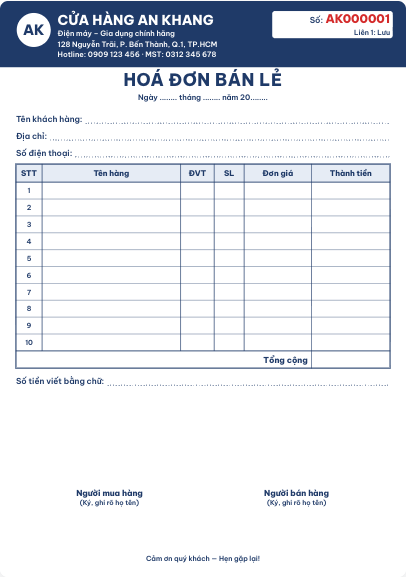 AK
CỬA HÀNG AN KHANG
Điện máy – Gia dụng chính hãng
128 Nguyễn Trãi, P. Bến Thành, Q.1, TP.HCM
Hotline: 0909 123 456 · MST: 0312 345 678
Số: AK000001
Liên 1: Lưu
HOÁ ĐƠN BÁN LẺ
Ngày ........ tháng ........ năm 20........
Tên khách hàng:
Địa chỉ:
Số điện thoại:
STT Tên hàng ĐVT SL Đơn giá Thành tiền
1
2
3
4
5
6
7
8
9
10
Tổng cộng
Số tiền viết bằng chữ:
Người mua hàng Người bán hàng
(Ký, ghi rõ họ tên) (Ký, ghi rõ họ tên)
Cảm ơn quý khách — Hẹn gặp lại!